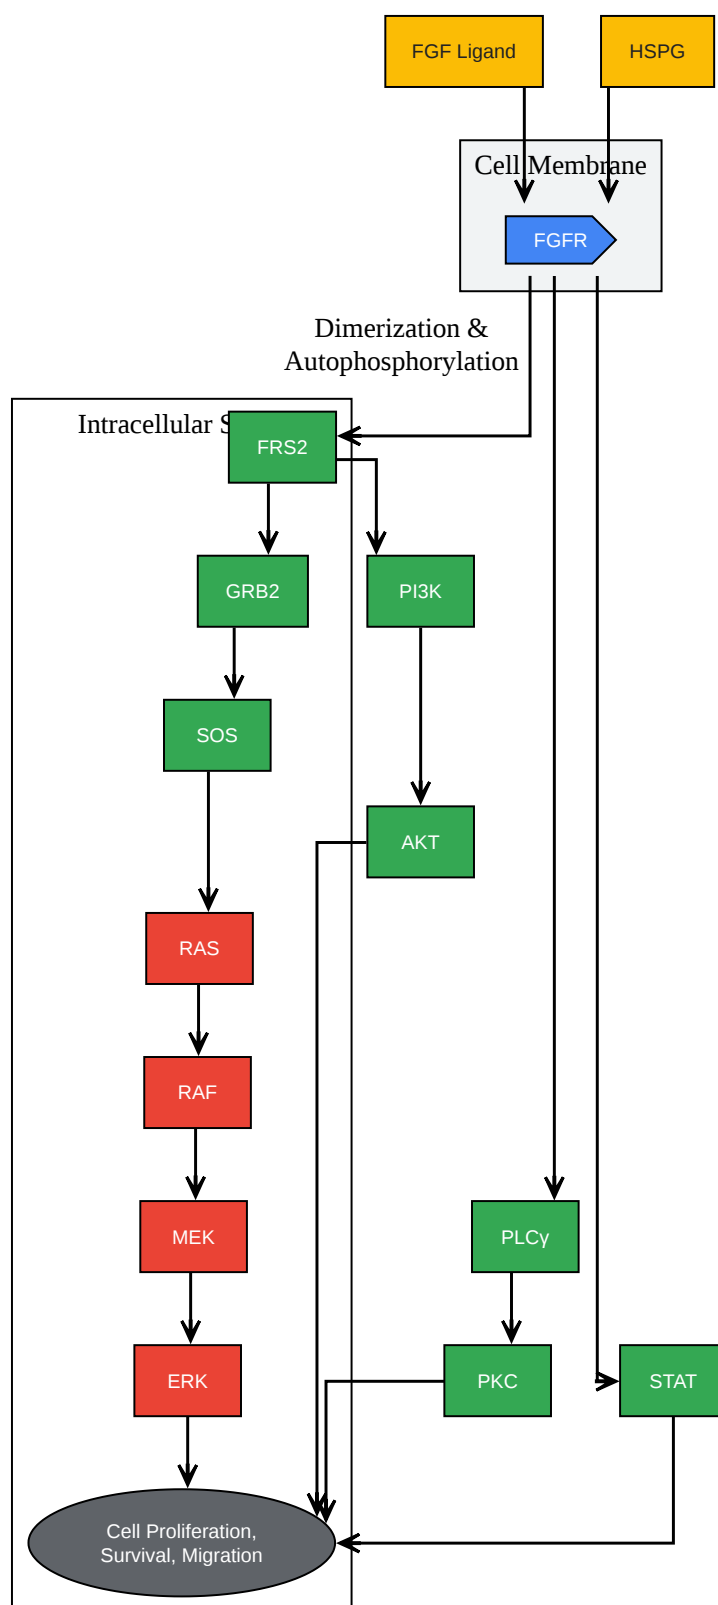 FGF Ligand
HSPG
Cell Membrane
FGFR
Dimerization &
Autophosphorylation
Intracellular
FRS2
GRB2
PI3K
SOS
AKT
RAS
RAF
MEK
PLCγ
ERK
PKC
STAT
Cell Proliferation,
Survival, Migration